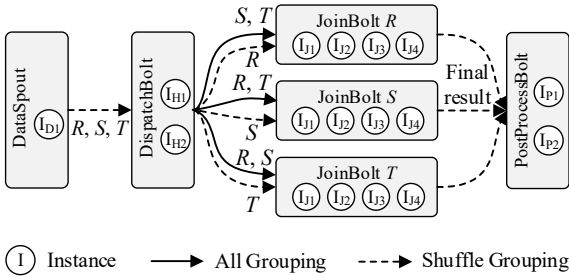 DataSpout
I_D1
R, S, T
DispatchBolt
I_H1
I_H2
S, T
R
R, T
S
R, S
T
JoinBolt R
I_J1 I_J2 I_J3 I_J4
JoinBolt S
I_J1 I_J2 I_J3 I_J4
JoinBolt T
I_J1 I_J2 I_J3 I_J4
Final
result
PostProcessBolt
I_P1
I_P2
I Instance
All Grouping
Shuffle Grouping